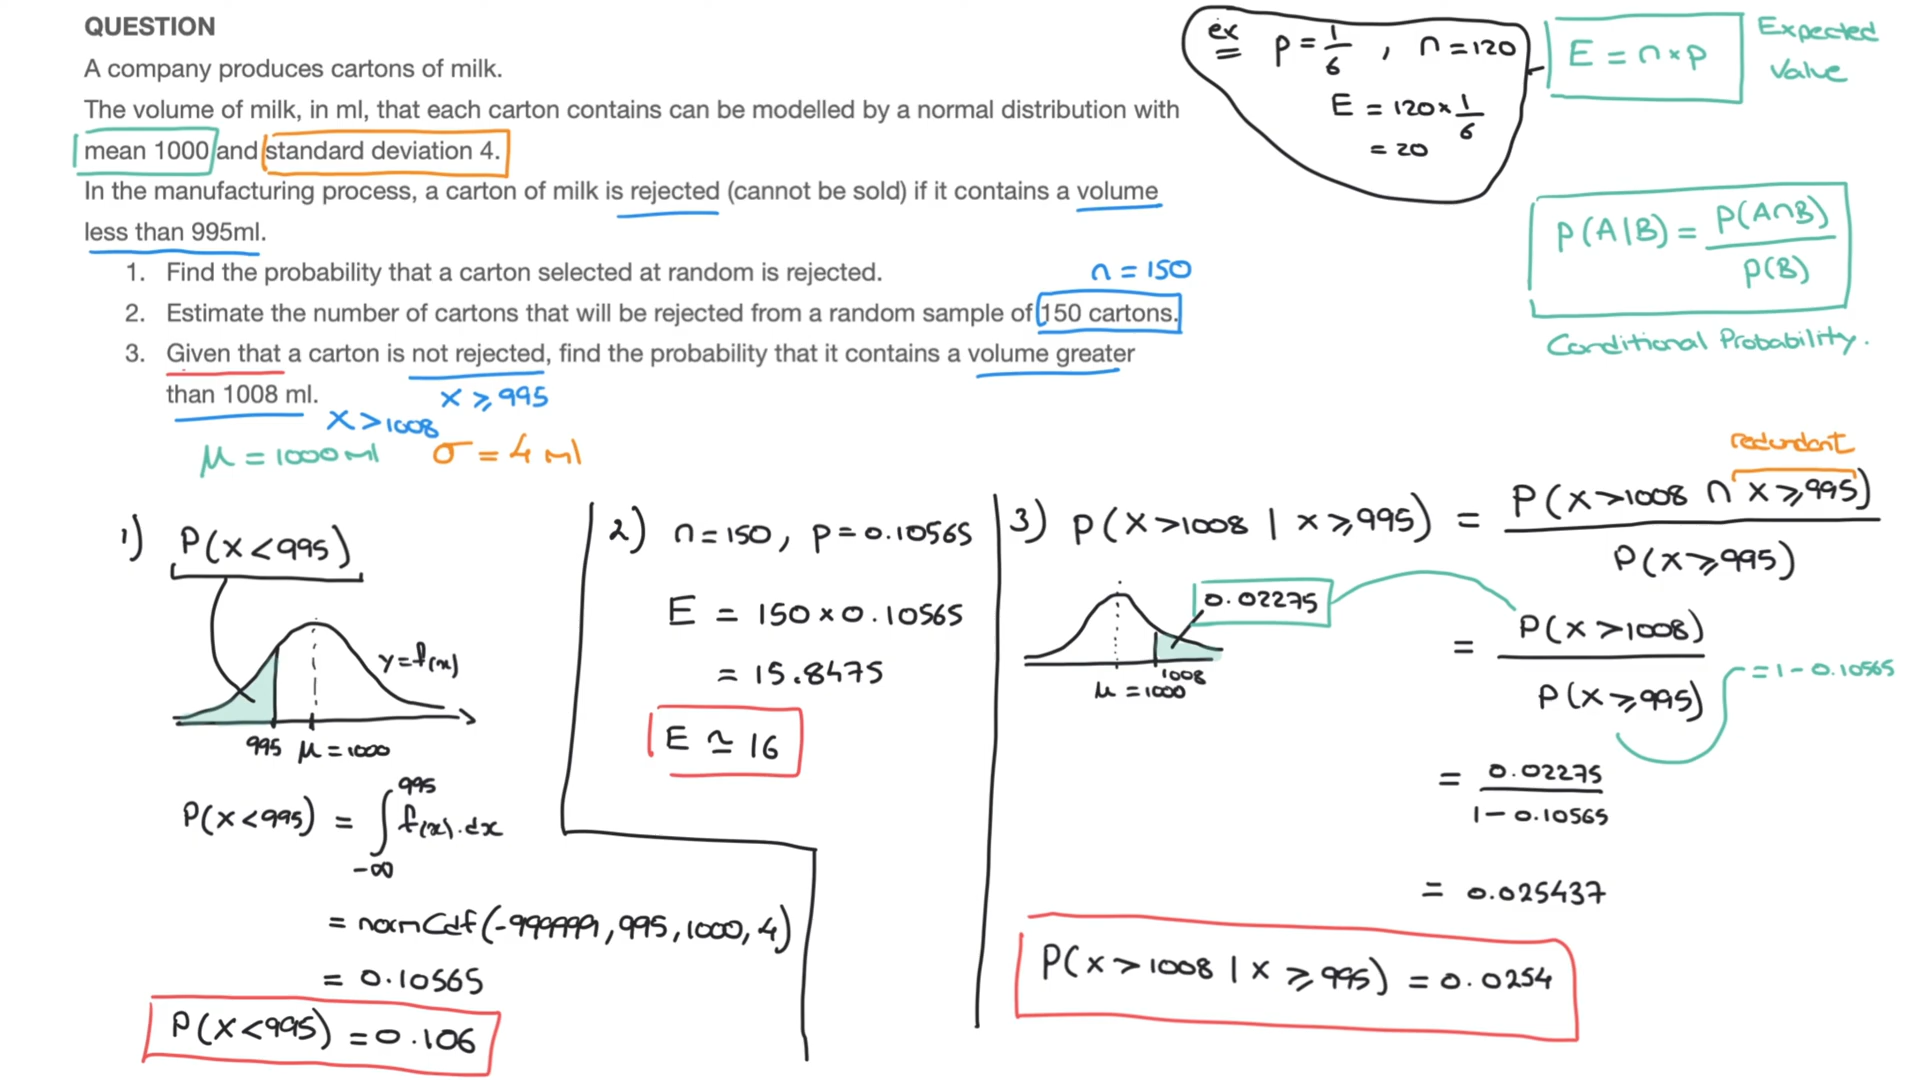 QUESTION
A company produces cartons of milk.
The volume of milk, in ml, that each carton contains can be modelled by a normal distribution with
mean 1000 and standard deviation 4.
In the manufacturing process, a carton of milk is rejected (cannot be sold) if it contains a volume
less than 995ml.
1. Find the probability that a carton selected at random is rejected.
n = 150
2. Estimate the number of cartons that will be rejected from a random sample of 150 cartons.
3. Given that a carton is not rejected, find the probability that it contains a volume greater
than 1008 ml.
x ⩾ 995
x > 1008
μ = 1000 ml σ = 4 ml
ex p = 1/6 , n = 120
E = 120 × 1/6
= 20
E = n × p
Expected
Value
P(A|B) = P(A∩B)/P(B)
Conditional Probability.
1) P(x < 995)
y = f(x)
995 μ = 1000
P(x < 995) = ∫_{-∞}^{995} f(x).dx
= normCdf(-999999, 995, 1000, 4)
= 0.10565
P(x < 995) = 0.106
2) n = 150, p = 0.10565
E = 150 × 0.10565
= 15.8475
E ≃ 16
redundant
3) P(x > 1008 | x ⩾ 995) = P(x > 1008 ∩ x ⩾ 995)/P(x ⩾ 995)
0.02275
1008
μ = 1000
= P(x > 1008)/P(x ⩾ 995)
= 1 - 0.10565
= 0.02275/1 - 0.10565
= 0.025437
P(x > 1008 | x ⩾ 995) = 0.0254